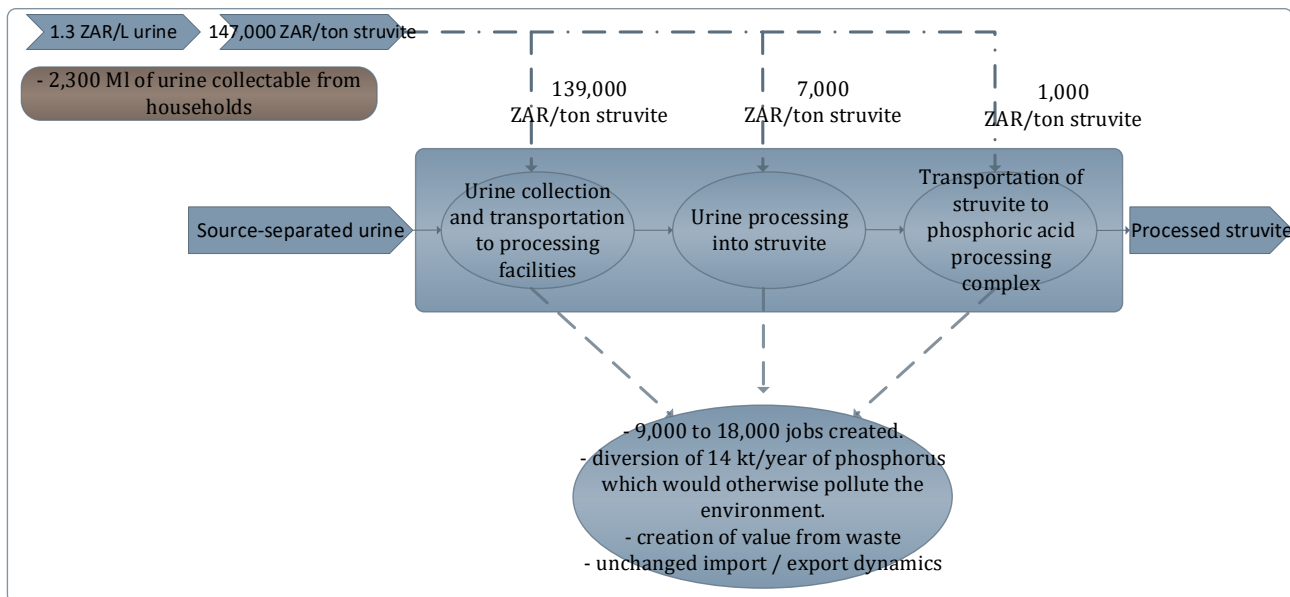 1.3 ZAR/L urine
147,000 ZAR/ton struvite
- 2,300 Ml of urine collectable from
households
139,000
ZAR/ton struvite
7,000
ZAR/ton struvite
1,000
ZAR/ton struvite
Source-separated urine
Urine collection
and transportation
to processing
facilities
Urine processing
into struvite
Transportation of
struvite to
phosphoric acid
processing
complex
Processed struvite
- 9,000 to 18,000 jobs created.
- diversion of 14 kt/year of phosphorus
which would otherwise pollute the
environment.
- creation of value from waste
- unchanged import / export dynamics